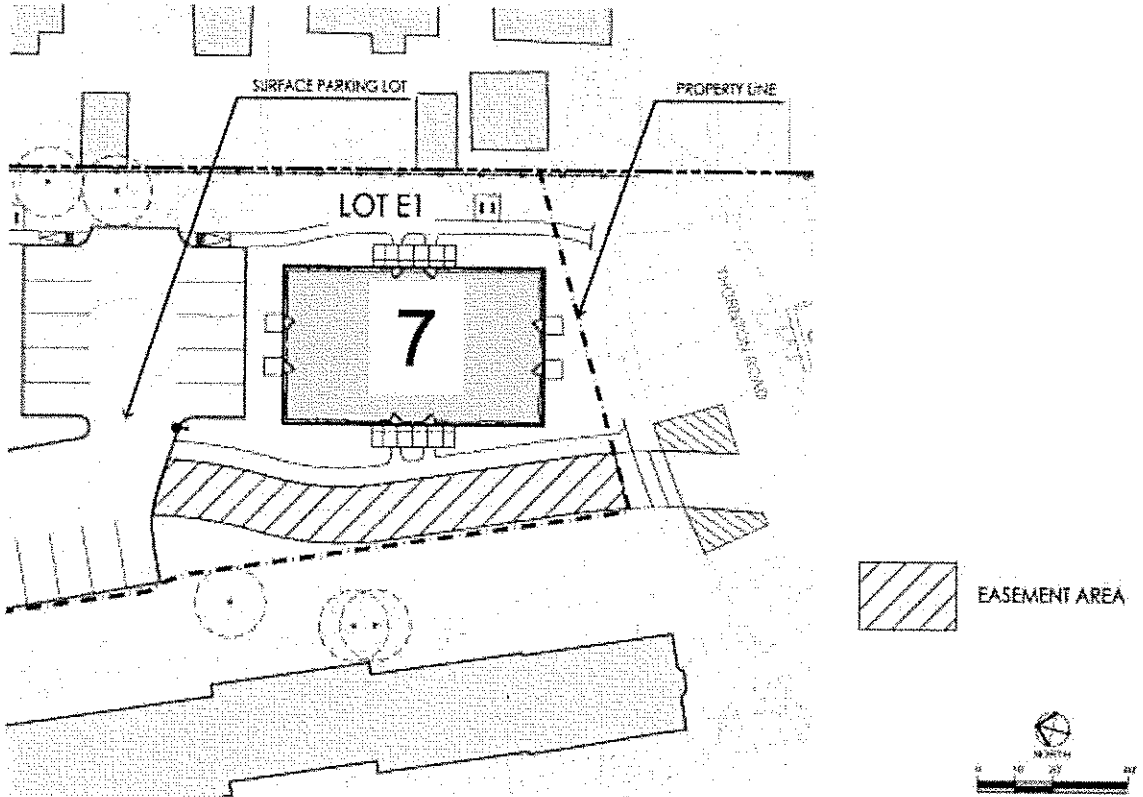 SURFACE PARKING LOT
PROPERTY LINE
LOT E1
7
EASEMENT AREA
NORTH